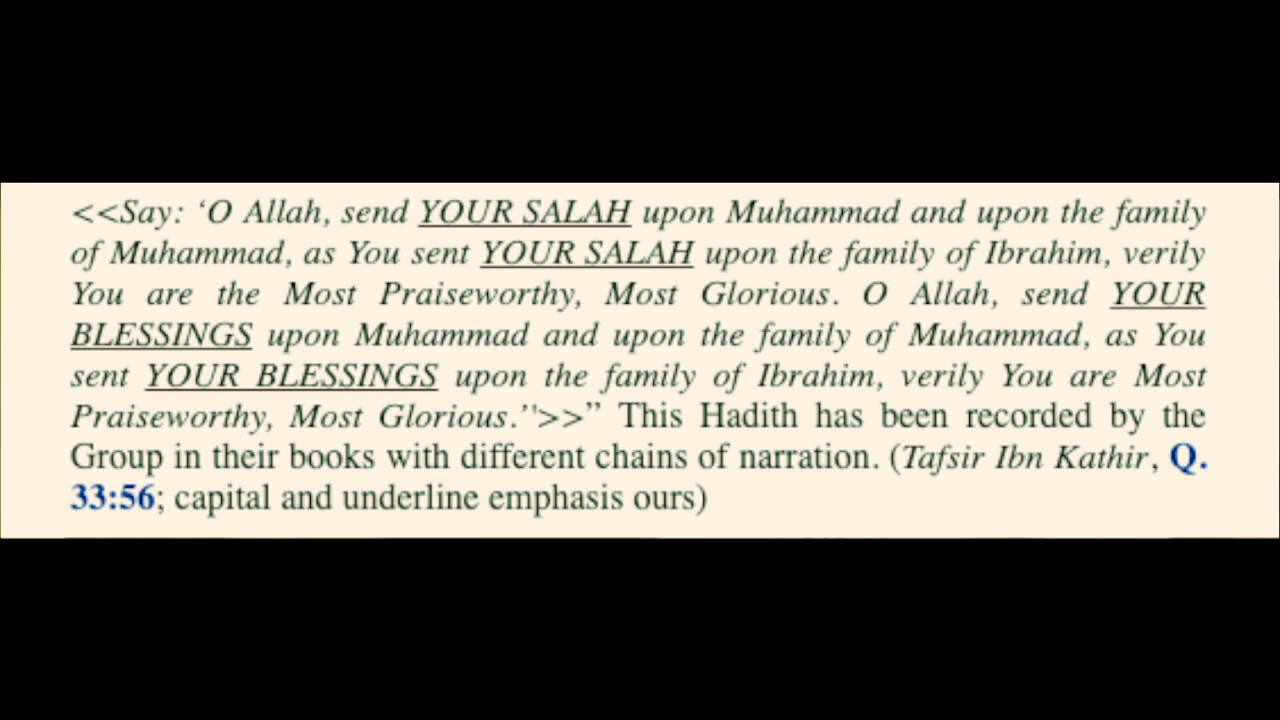 <<Say: ‘O Allah, send YOUR SALAH upon Muhammad and upon the family
of Muhammad, as You sent YOUR SALAH upon the family of Ibrahim, verily
You are the Most Praiseworthy, Most Glorious. O Allah, send YOUR
BLESSINGS upon Muhammad and upon the family of Muhammad, as You
sent YOUR BLESSINGS upon the family of Ibrahim, verily You are Most
Praiseworthy, Most Glorious.''>>” This Hadith has been recorded by the
Group in their books with different chains of narration. (Tafsir Ibn Kathir, Q.
33:56; capital and underline emphasis ours)